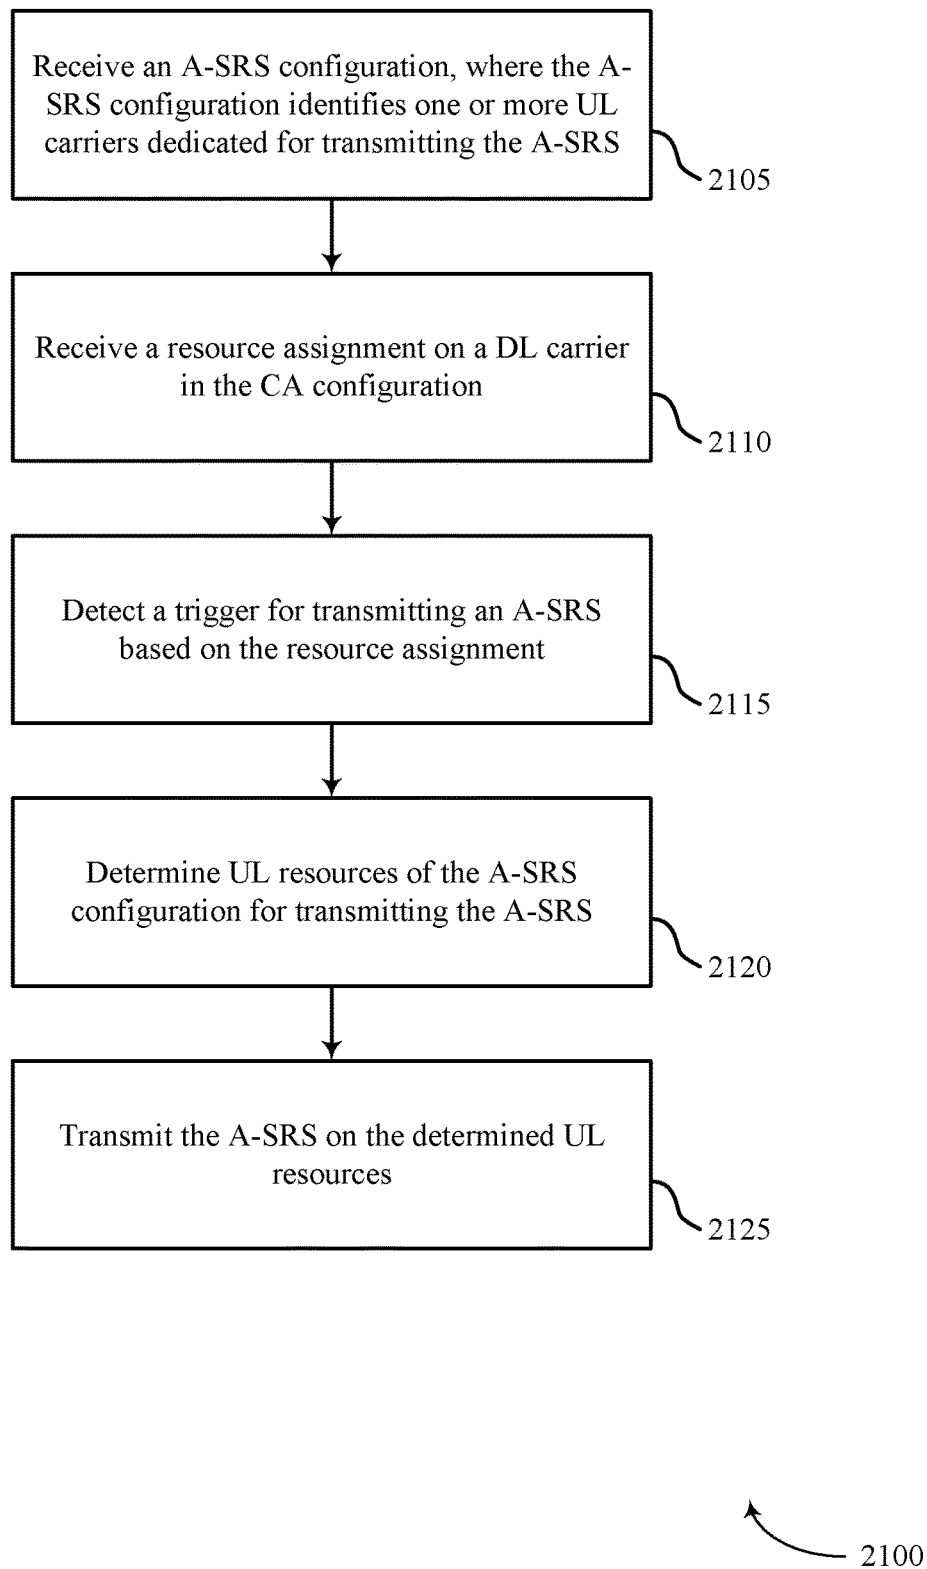 Receive an A-SRS configuration, where the A-
SRS configuration identifies one or more UL
carriers dedicated for transmitting the A-SRS
2105
Receive a resource assignment on a DL carrier
in the CA configuration
2110
Detect a trigger for transmitting an A-SRS
based on the resource assignment
2115
Determine UL resources of the A-SRS
configuration for transmitting the A-SRS
2120
Transmit the A-SRS on the determined UL
resources
2125
2100